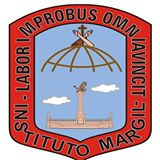 LABOR IMPROBUS OMNIA VINCIT
INSTITUTO MARGIL